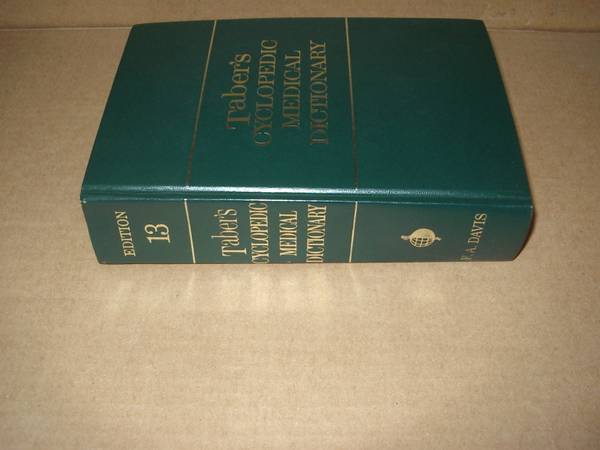 Taber's
CYCLOPEDIC
MEDICAL
DICTIONARY
EDITION
13
Taber's
CYCLOPEDIC
MEDICAL
DICTIONARY
F. A. DAVIS